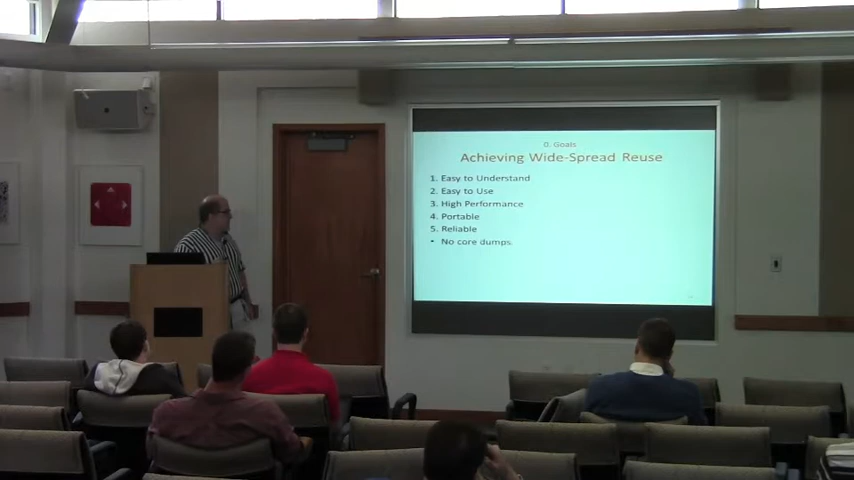 0. Goals
Achieving Wide-Spread Reuse
1. Easy to Understand
2. Easy to Use
3. High Performance
4. Portable
5. Reliable
• No core dumps.